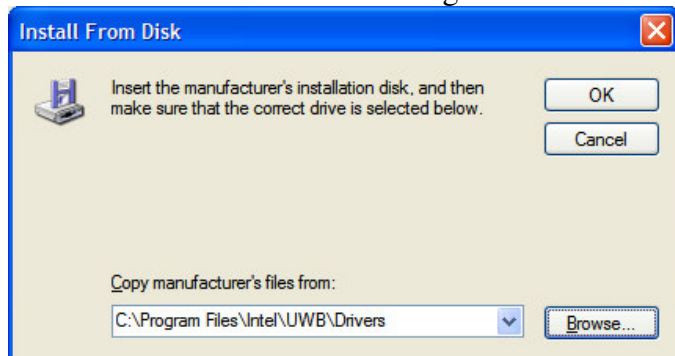 Install From Disk
Insert the manufacturer's installation disk, and then
make sure that the correct drive is selected below.
OK
Cancel
Copy manufacturer's files from:
C:\Program Files\Intel\UWB\Drivers
Browse...